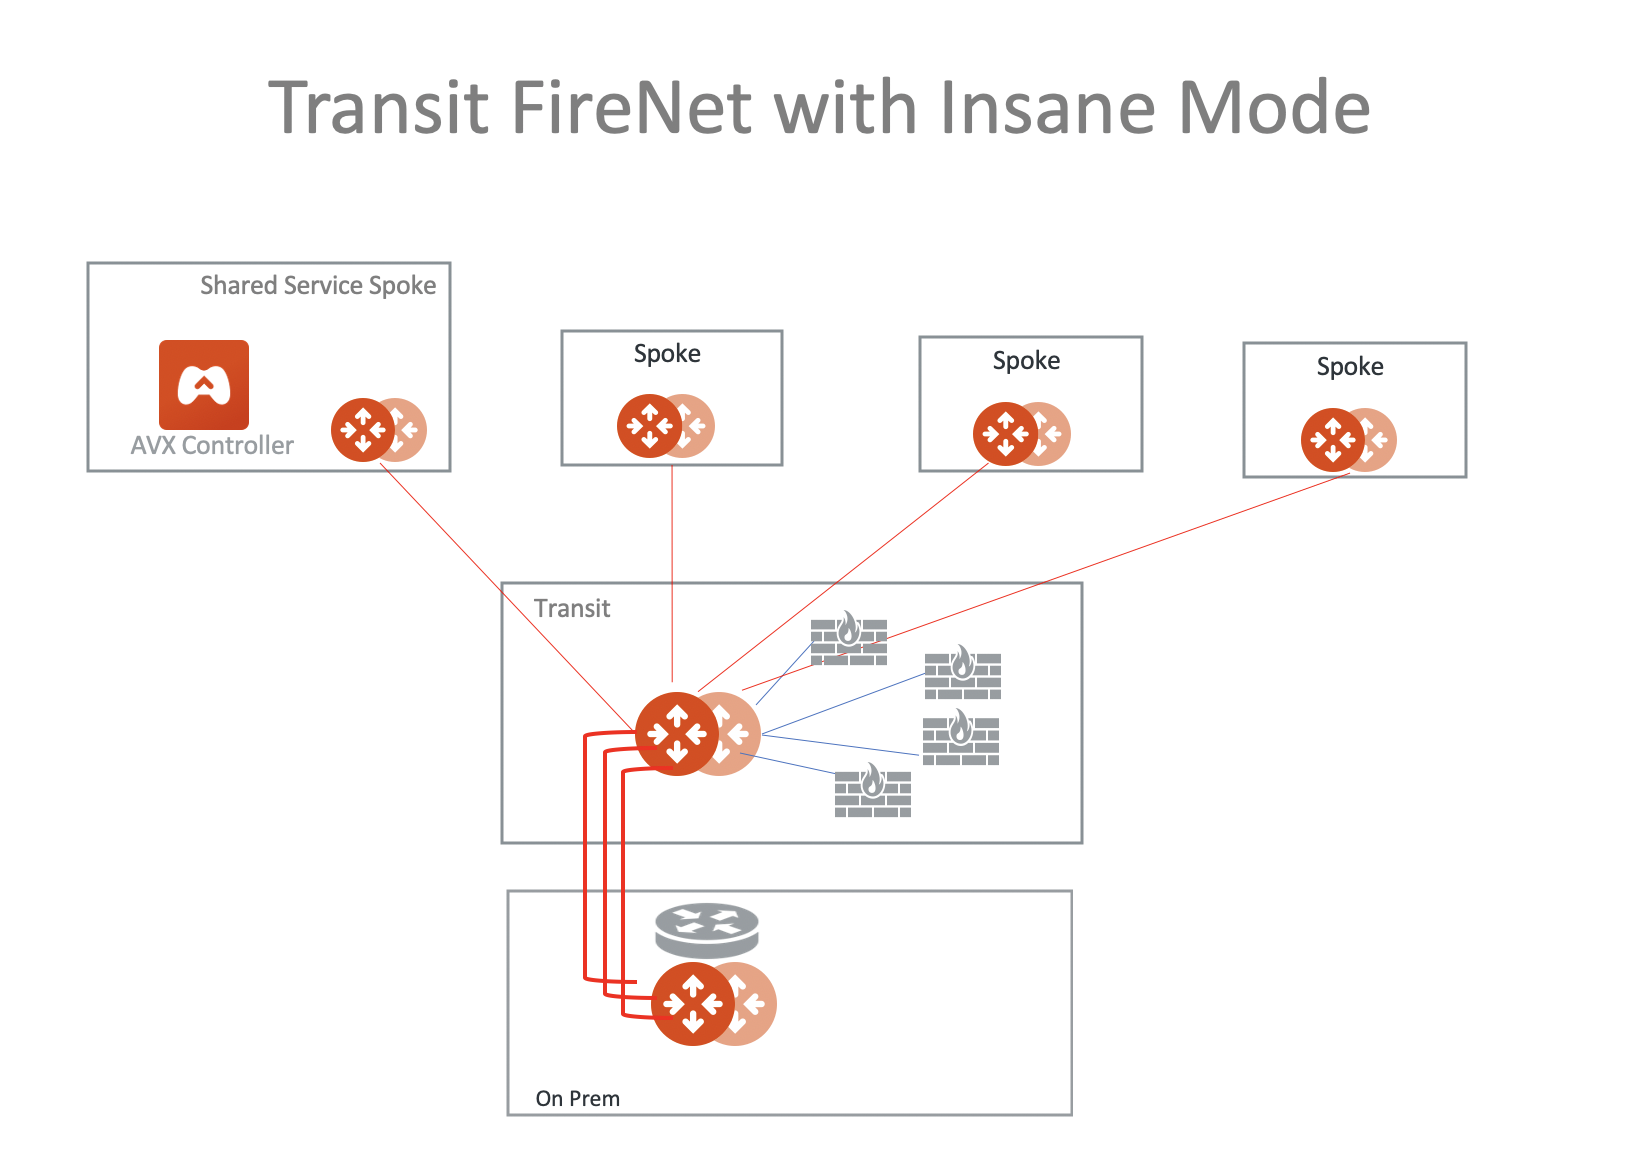 Transit FireNet with Insane Mode
Shared Service Spoke
AVX Controller
Spoke
Spoke
Spoke
Transit
On Prem